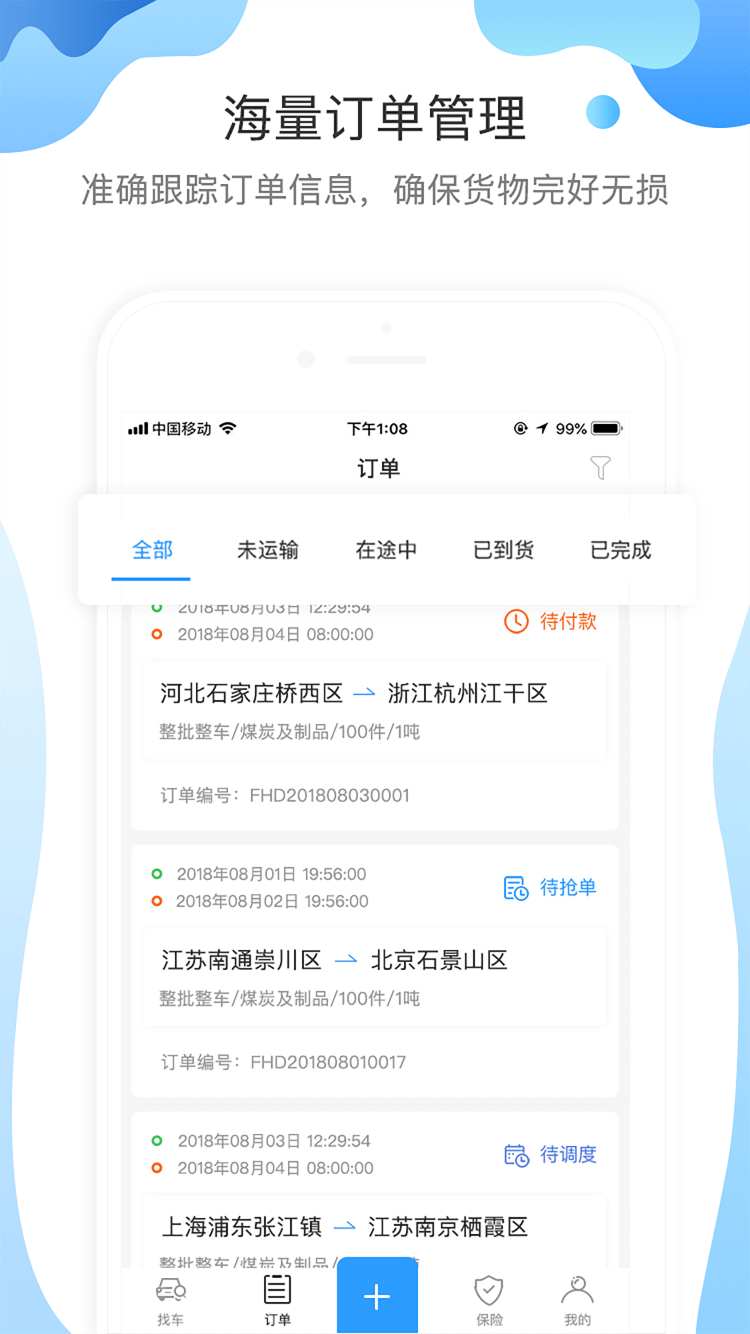 海量订单管理
准确跟踪订单信息，确保货物完好无损
中国移动 下午1:08 99%
订单
全部 未运输 在途中 已到货 已完成
2018年08月03日 12:29:54
2018年08月04日 08:00:00 待付款
河北石家庄桥西区 浙江杭州江干区
整批整车/煤炭及制品/100件/1吨
订单编号：FHD201808030001
2018年08月01日 19:56:00
待抢单
2018年08月02日 19:56:00
江苏南通崇川区 北京石景山区
整批整车/煤炭及制品/100件/1吨
订单编号：FHD201808010017
2018年08月03日 12:29:54
待调度
2018年08月04日 08:00:00
上海浦东张江镇 江苏南京栖霞区
整批整车/煤炭及制品/
找车 订单 + 保险 我的